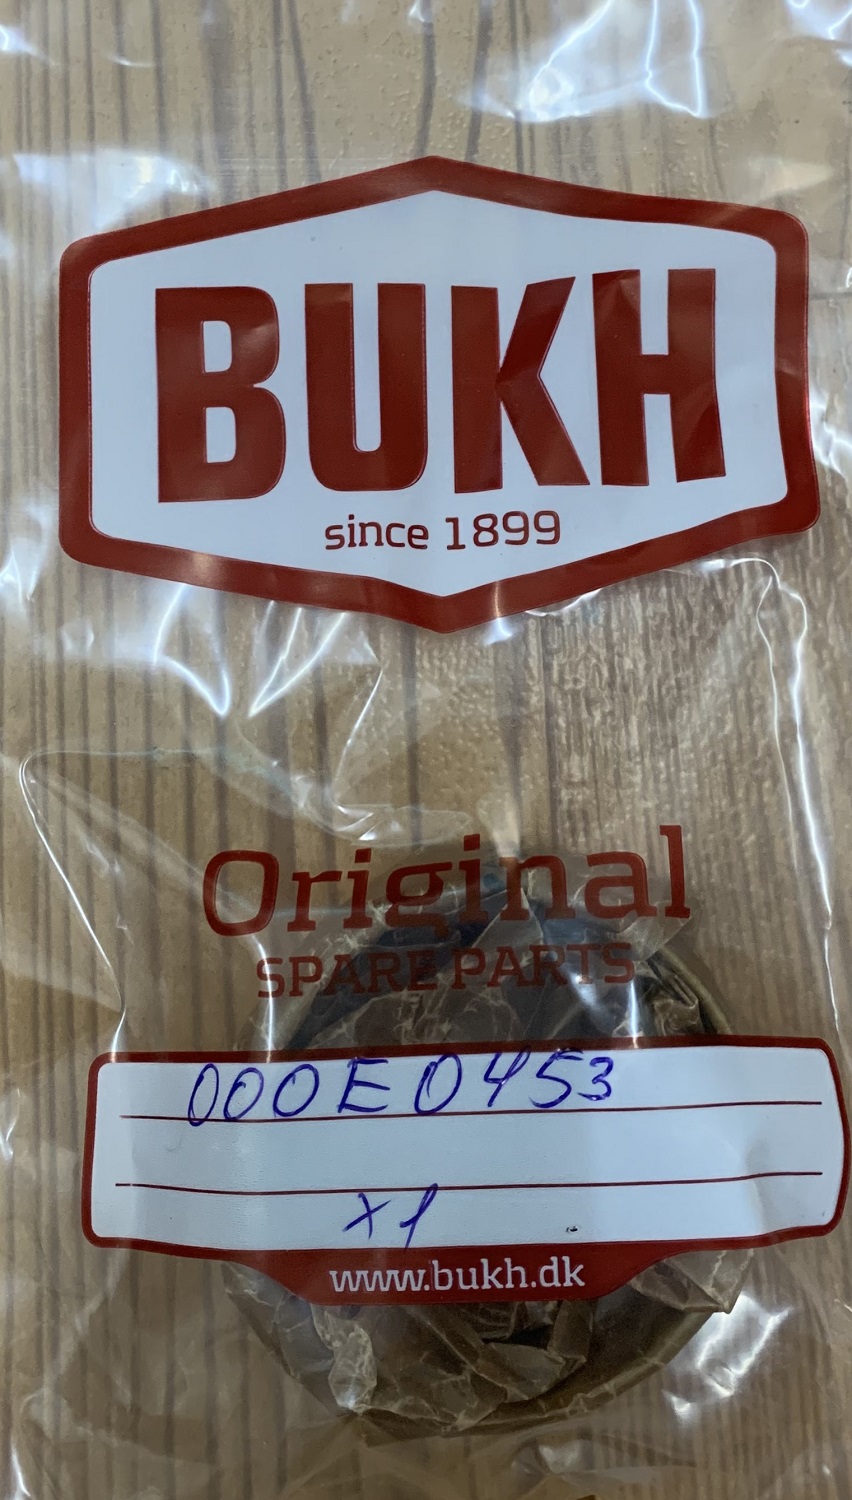 BUKH
since 1899
Original
SPARE PARTS
000E0453
x1
www.bukh.dk